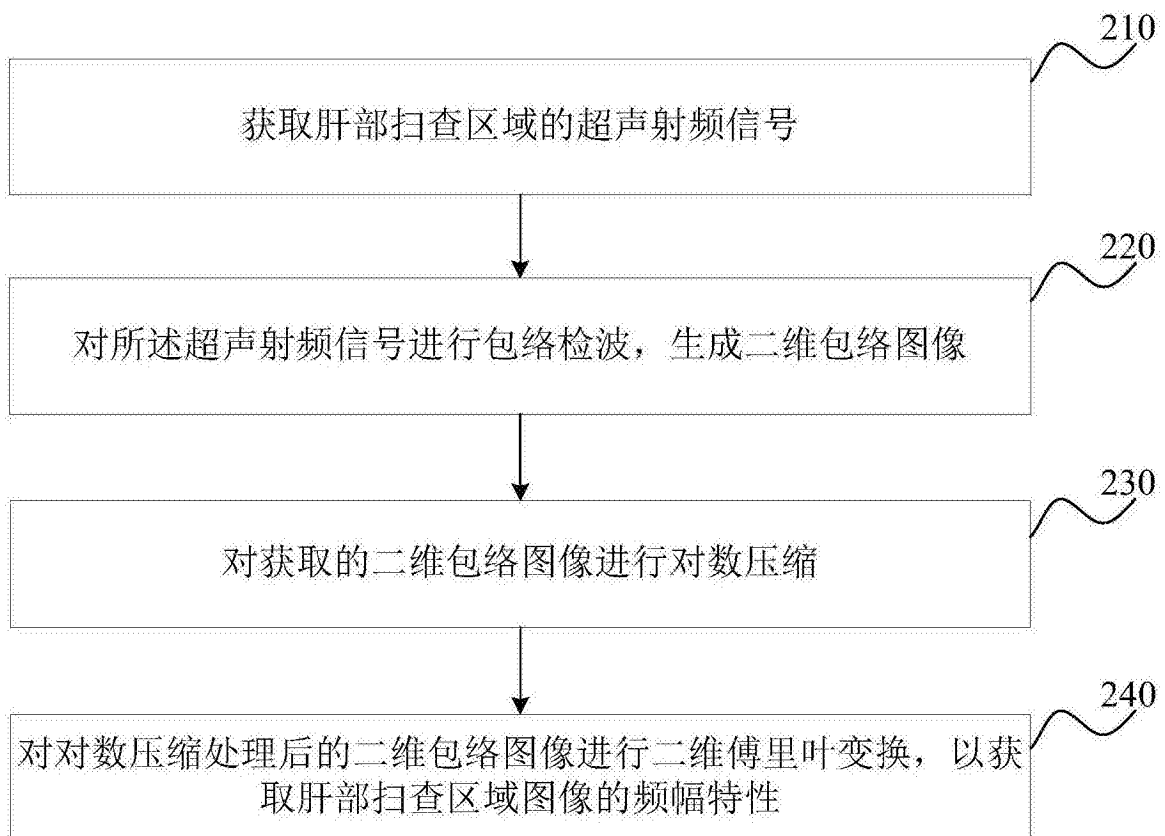 210
获取肝部扫查区域的超声射频信号
220
对所述超声射频信号进行包络检波，生成二维包络图像
230
对获取的二维包络图像进行对数压缩
240
对对数压缩处理后的二维包络图像进行二维傅里叶变换，以获
取肝部扫查区域图像的频幅特性